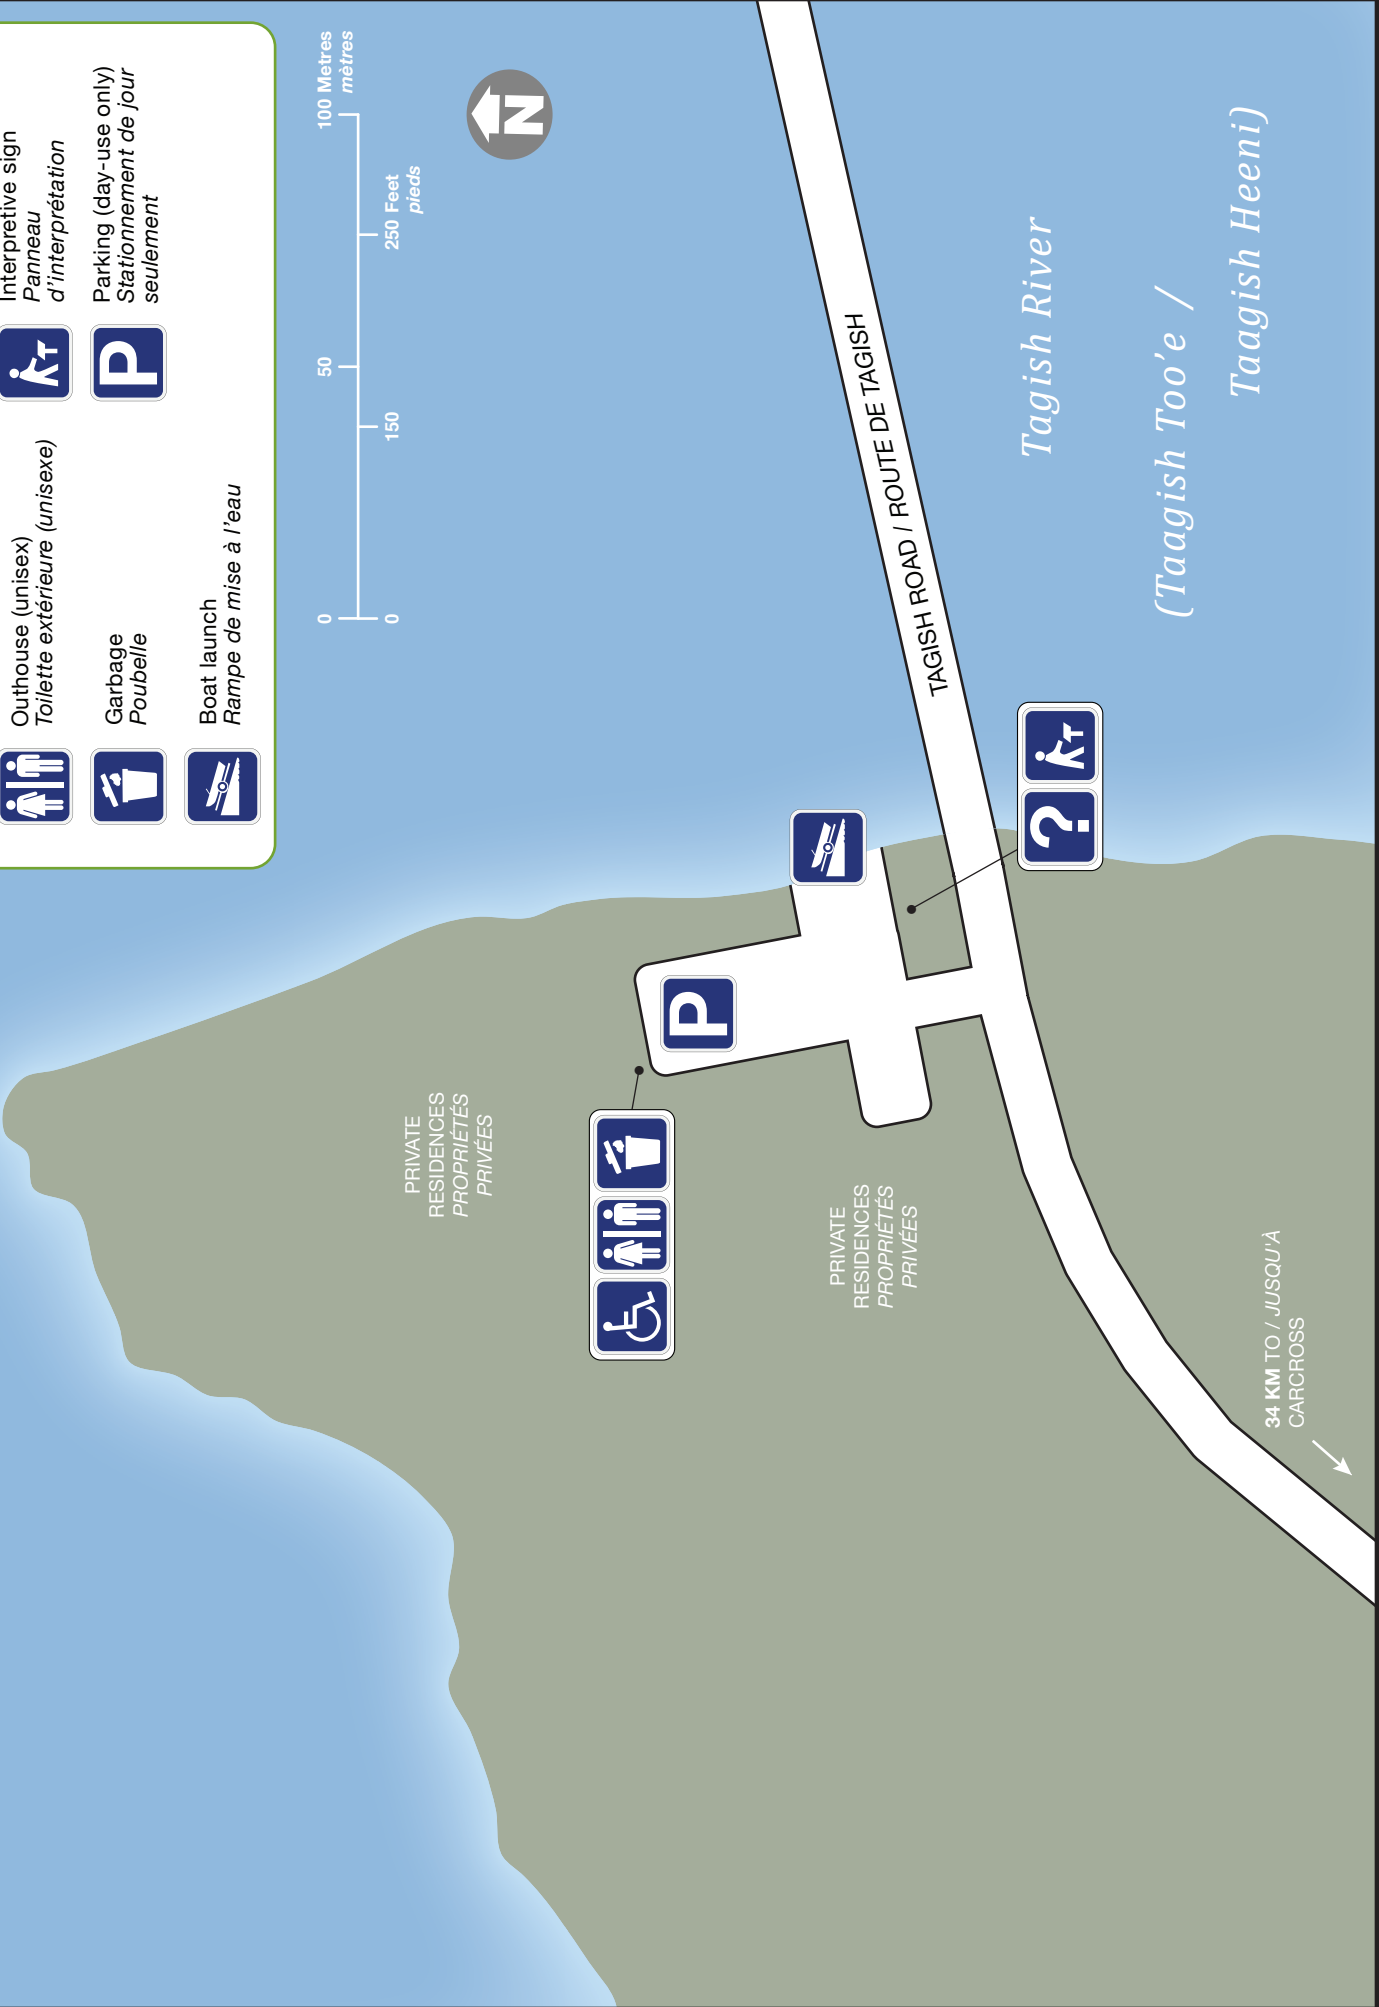 Outhouse (unisex)
Toilette extérieure (unisexe)
Garbage
Poubelle
Boat launch
Rampe de mise à l'eau
Interpretive sign
Panneau
d'interprétation
P
Parking (day-use only)
Stationnement de jour
seulement
0
50
100 Metres
mètres
0
150
250 Feet
pieds
N
TAGISH ROAD / ROUTE DE TAGISH
Tagish River
(Taagish Too'e /
Taagish Heeni)
?
P
PRIVATE
RESIDENCES
PROPRIÉTÉS
PRIVÉES
PRIVATE
RESIDENCES
PROPRIÉTÉS
PRIVÉES
34 KM TO / JUSQU'À
CARCROSS